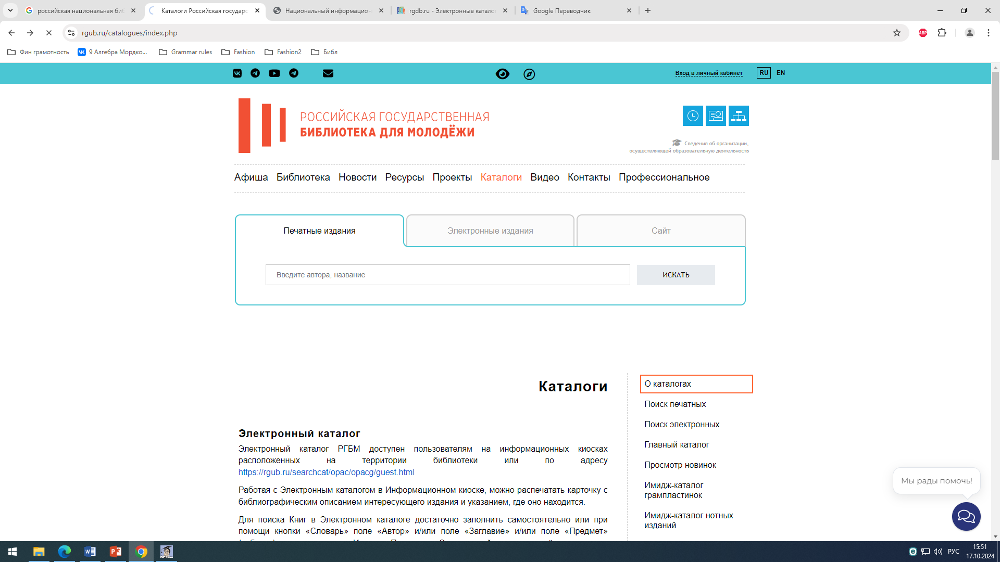 российская национальная биб
Каталоги Российская государс
Национальный информацион
rgdb.ru - Электронные катало
Google Переводчик
rgub.ru/catalogues/index.php
ABP
Фин грамотность
9 Алгебра Мордко...
Grammar rules
Fashion
Fashion2
Библ
Вход в личный кабинет
RU
EN
РОССИЙСКАЯ ГОСУДАРСТВЕННАЯ
БИБЛИОТЕКА ДЛЯ МОЛОДЁЖИ
Сведения об организации,
осуществляющей образовательную деятельность
Афиша Библиотека Новости Ресурсы Проекты Каталоги Видео Контакты Профессиональное
Печатные издания
Электронные издания
Сайт
Введите автора, название
ИСКАТЬ
Каталоги
Электронный каталог
Электронный каталог РГБМ доступен пользователям на информационных киосках
расположенных на территории библиотеки или по адресу
https://rgub.ru/searchcat/opac/opacg/guest.html
Работая с Электронным каталогом в Информационном киоске, можно распечатать карточку с
библиографическим описанием интересующего издания и указанием, где оно находится.
Для поиска Книг в Электронном каталоге достаточно заполнить самостоятельно или при
помощи кнопки «Словарь» поле «Автор» и/или поле «Заглавие» и/или поле «Предмет»
О каталогах
Поиск печатных
Поиск электронных
Главный каталог
Просмотр новинок
Имидж-каталог
грампластинок
Имидж-каталог нотных
изданий
Мы рады помочь!
РУС
15:51
17.10.2024